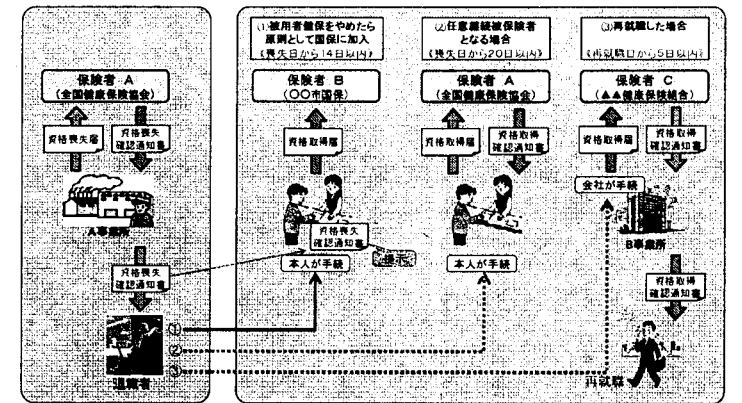 (1)被用者健保をやめたら
原則として国保に加入
(喪失日から14日以内)
(2)任意継続被保険者
となる場合
(喪失日から20日以内)
(3)再就職した場合
(再就職日から5日以内)
保険者 A
(全国健康保険協会)
保険者 B
(〇〇市国保)
保険者 A
(全国健康保険協会)
保険者 C
(▲▲健康保険組合)
資格喪失届
資格喪失
確認通知書
資格取得届
資格取得届
資格取得
確認通知書
資格取得届
資格取得
確認通知書
A事業所
資格喪失
確認通知書
提示
本人が手続
本人が手続
会社が手続
B事業所
資格喪失
確認通知書
資格取得
確認通知書
①
②
③
退職者
再就職